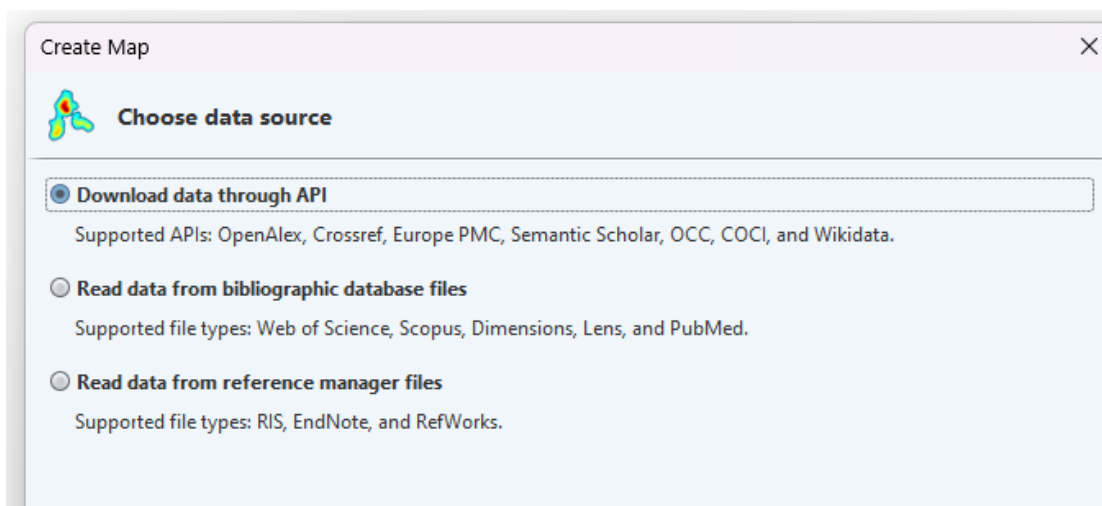 Create Map
Choose data source
Download data through API
Supported APIs: OpenAlex, Crossref, Europe PMC, Semantic Scholar, OCC, COCI, and Wikidata.
Read data from bibliographic database files
Supported file types: Web of Science, Scopus, Dimensions, Lens, and PubMed.
Read data from reference manager files
Supported file types: RIS, EndNote, and RefWorks.